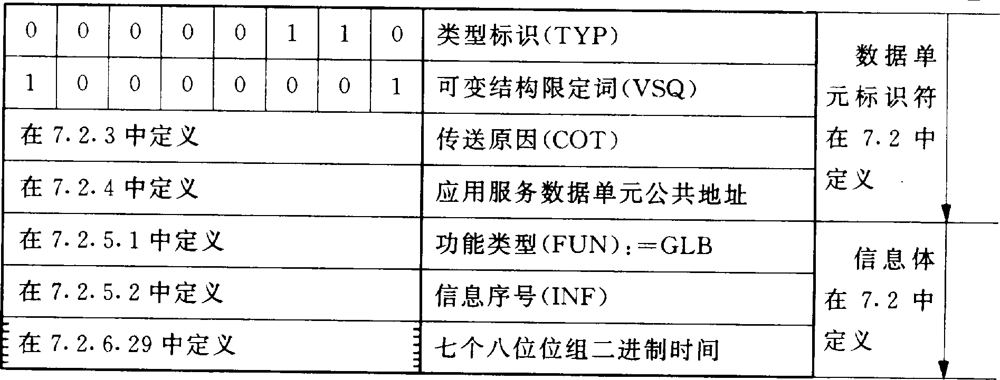 0 0 0 0 0 1 1 0 类型标识(TYP)
1 0 0 0 0 0 0 1 可变结构限定词(VSQ)
在 7.2.3 中定义 传送原因(COT)
在 7.2.4 中定义 应用服务数据单元公共地址
在 7.2.5.1 中定义 功能类型(FUN):=GLB
在 7.2.5.2 中定义 信息序号(INF)
在 7.2.6.29 中定义 七个八位位组二进制时间
数据单
元标识符
在 7.2 中
定义
信息体
在 7.2 中
定义